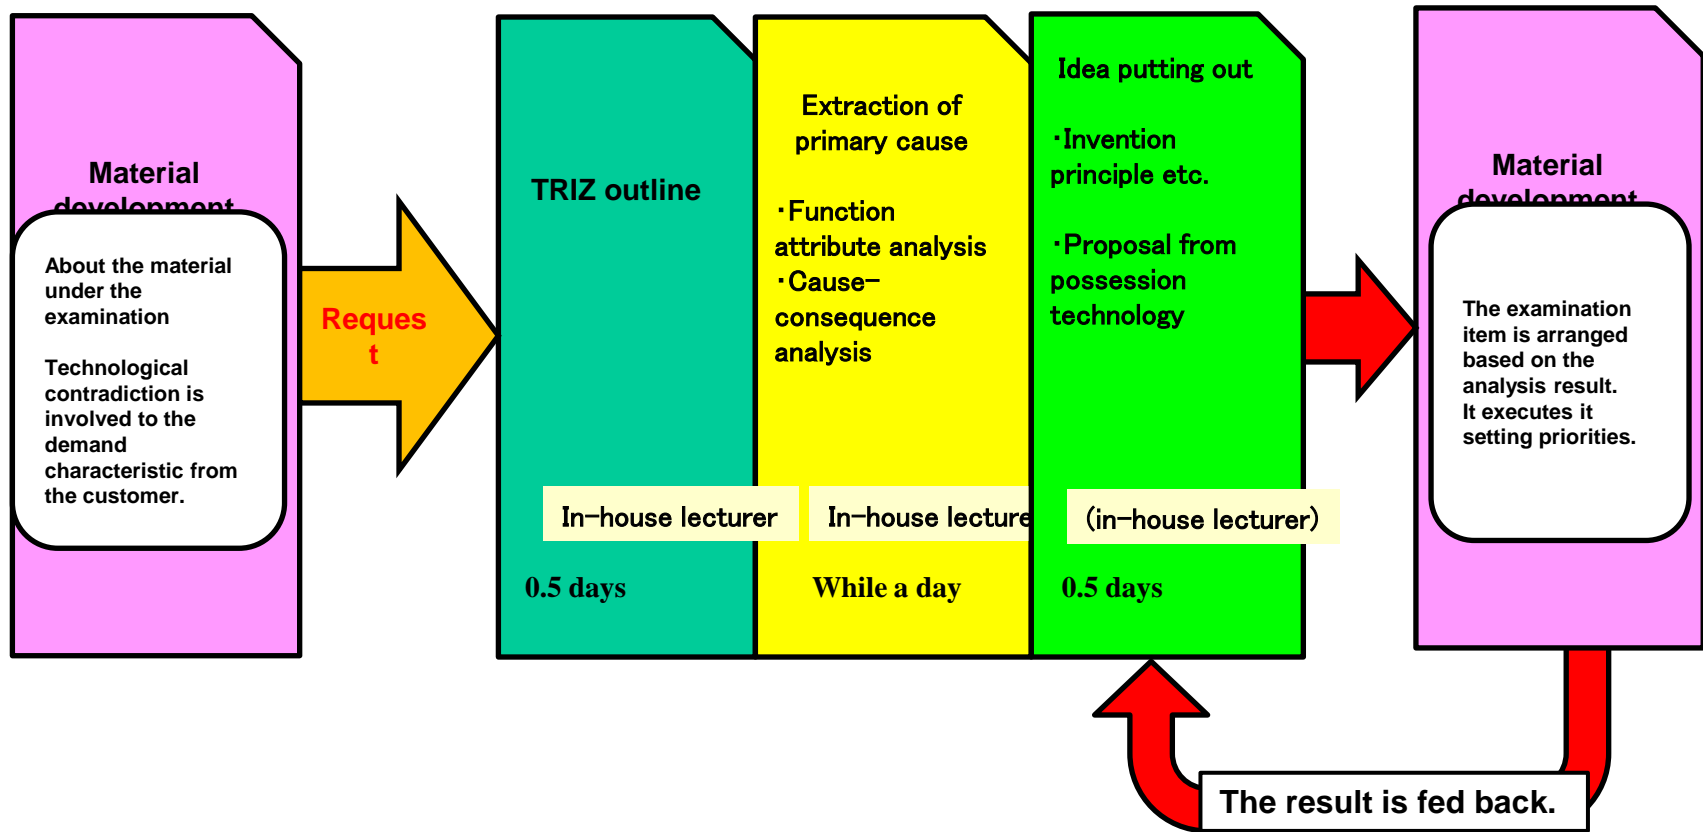 Material
development
About the material
under the
examination
Technological
contradiction is
involved to the
demand
characteristic from
the customer.
Reques
t
TRIZ outline
In-house lecturer
0.5 days
Extraction of
primary cause
・Function
attribute analysis
・Cause-
consequence
analysis
In-house lecture
While a day
Idea putting out
・Invention
principle etc.
・Proposal from
possession
technology
(in-house lecturer)
0.5 days
Material
development
The examination
item is arranged
based on the
analysis result.
It executes it
setting priorities.
The result is fed back.